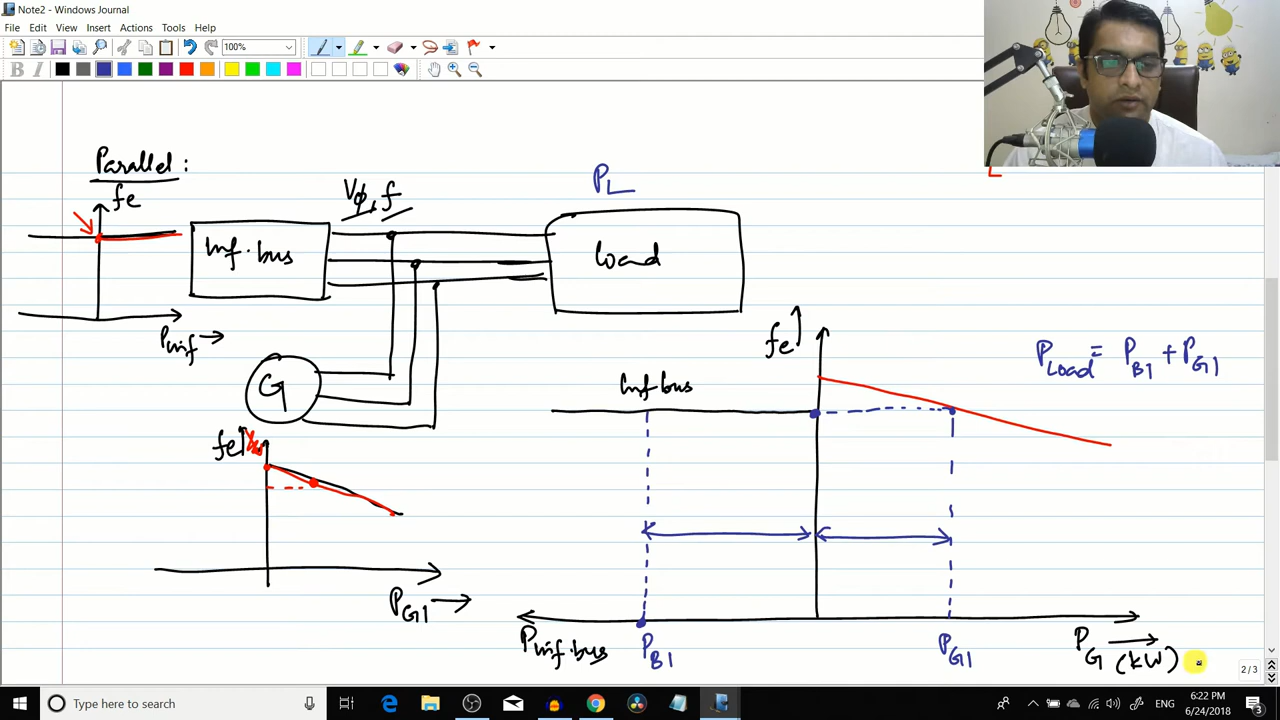 Note2 - Windows Journal
File Edit View Insert Actions Tools Help
100%
B I
Parallel :
fe
Vφ, f
PL
Inf. bus
load
Pinf →
G
fe
PG1 →
fe
Inf bus
PLoad = PB1 + PG1
Pinf. bus
PB1
PG1
PG (kW)
2/3
Type here to search
ENG
6:22 PM
6/24/2018